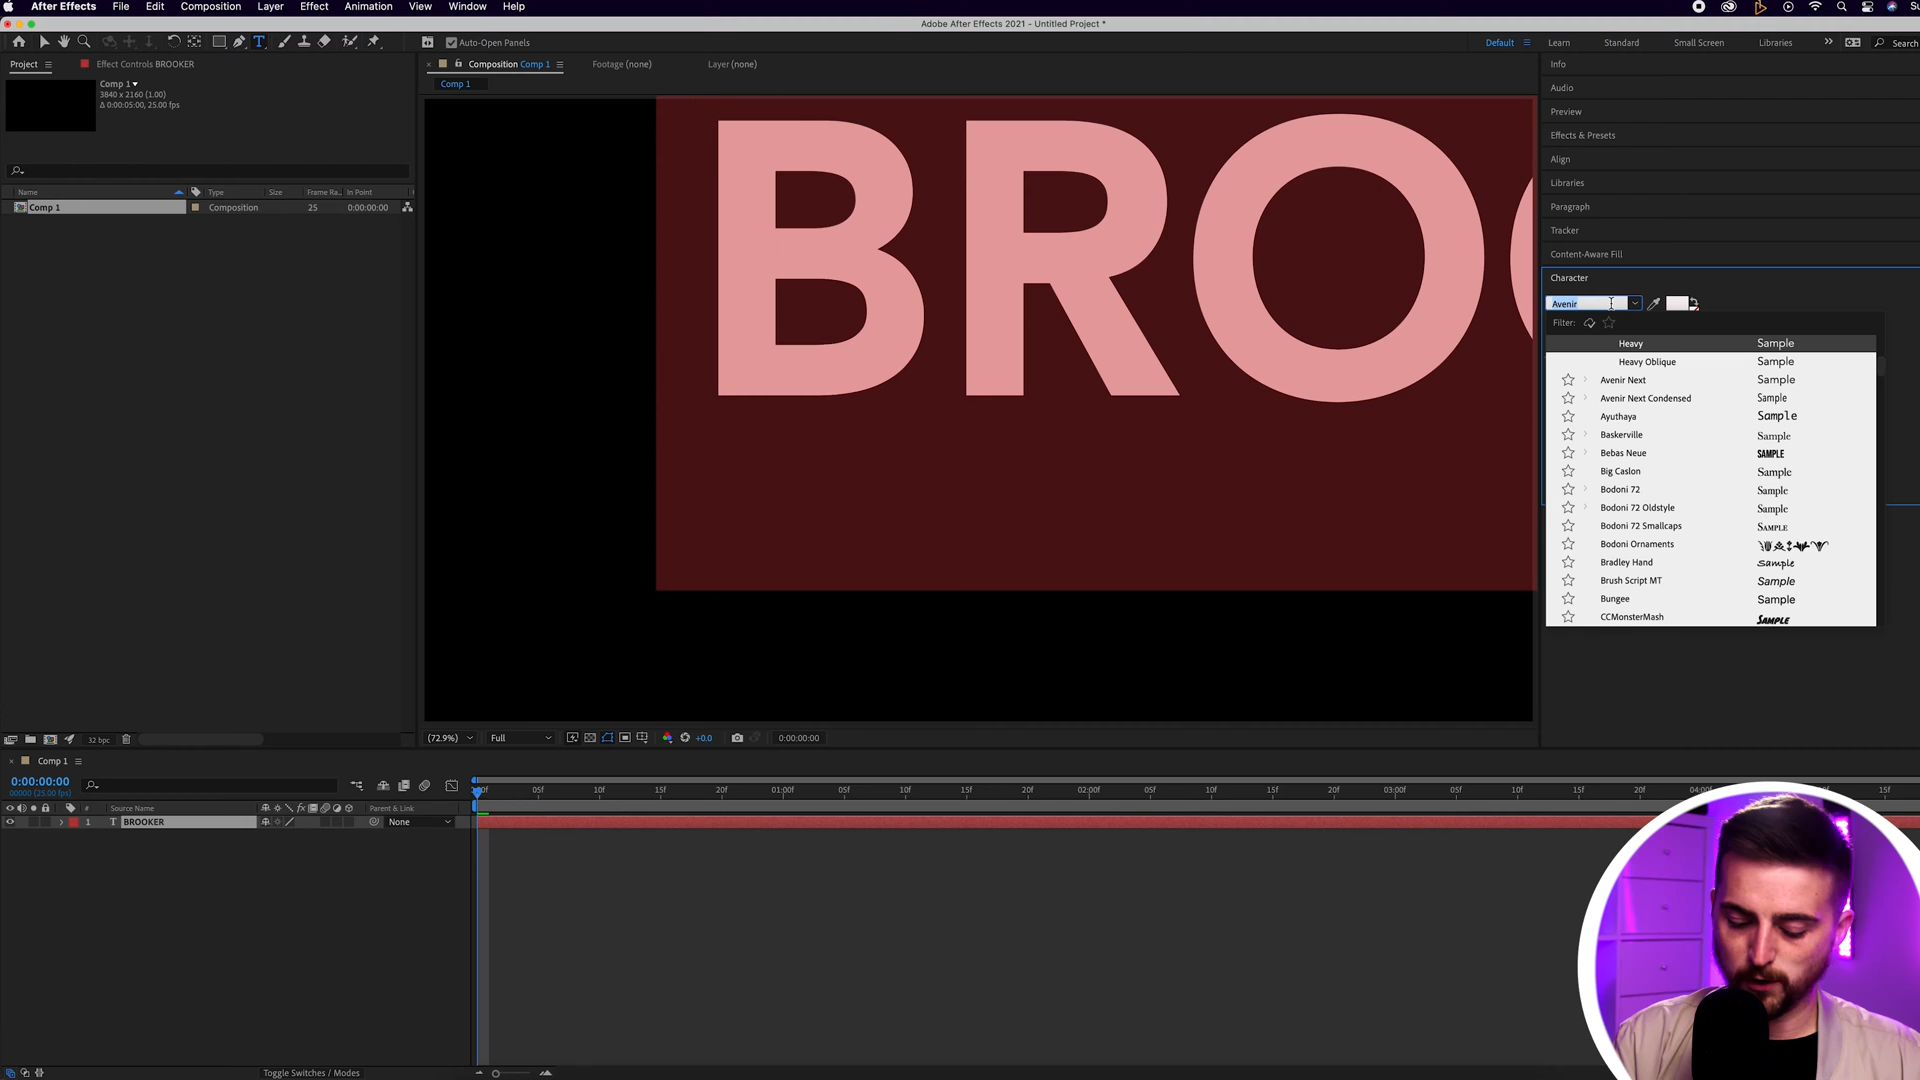 After Effects File Edit Composition Layer Effect Animation View Window Help
Adobe After Effects 2021 - Untitled Project *
Auto-Open Panels
Default Learn Standard Small Screen Libraries Search
Project Effect Controls BROOKER
Comp 1
3840 x 2160 (1.00)
Δ 0:00:05:00, 25.00 fps
Name Type Size Frame Ra... In Point
Comp 1 Composition 25 0:00:00:00
32 bpc
Composition Comp 1 Footage (none) Layer (none)
Comp 1
BRO
(72.9%) Full +0.0 0:00:00:00
Info
Audio
Preview
Effects & Presets
Align
Libraries
Paragraph
Tracker
Content-Aware Fill
Character
Avenir
Filter:
Heavy Sample
Heavy Oblique Sample
Avenir Next Sample
Avenir Next Condensed Sample
Ayuthaya Sample
Baskerville Sample
Bebas Neue SAMPLE
Big Caslon Sample
Bodoni 72 Sample
Bodoni 72 Oldstyle Sample
Bodoni 72 Smallcaps SAMPLE
Bodoni Ornaments
Bradley Hand Sample
Brush Script MT Sample
Bungee Sample
CCMonsterMash SAMPLE
Comp 1
0:00:00:00
00000 (25.00 fps)
05f 10f 15f 20f 01:00f 05f 10f 15f 20f 02:00f 05f 10f 15f 20f 03:00f 05f 10f 15f 04:00f 15f
# Source Name Parent & Link
1 T BROOKER None
Toggle Switches / Modes